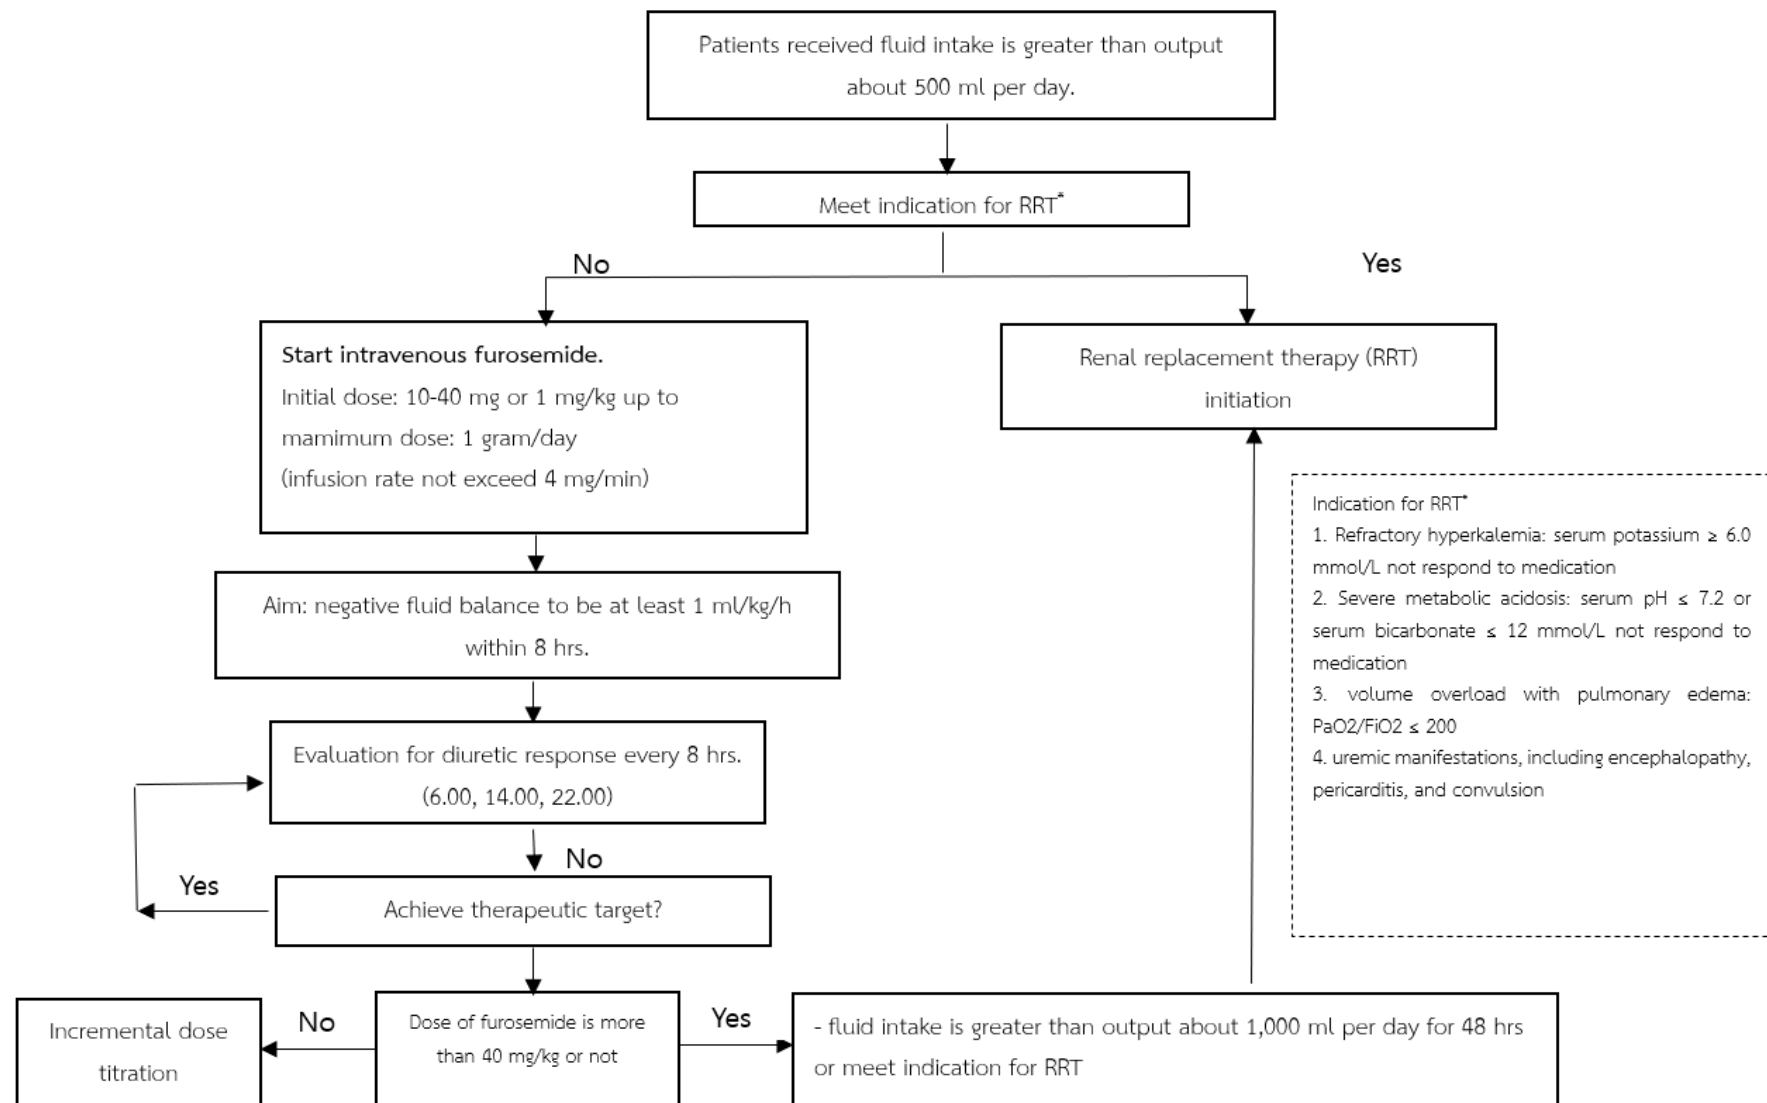 Patients received fluid intake is greater than output
about 500 ml per day.
Meet indication for RRT*
No
Yes
Start intravenous furosemide.
Initial dose: 10-40 mg or 1 mg/kg up to
mamimum dose: 1 gram/day
(infusion rate not exceed 4 mg/min)
Renal replacement therapy (RRT)
initiation
Indication for RRT*
1. Refractory hyperkalemia: serum potassium ≥ 6.0
mmol/L not respond to medication
2. Severe metabolic acidosis: serum pH ≤ 7.2 or
serum bicarbonate ≤ 12 mmol/L not respond to
medication
3. volume overload with pulmonary edema:
PaO2/FiO2 ≤ 200
4. uremic manifestations, including encephalopathy,
pericarditis, and convulsion
Aim: negative fluid balance to be at least 1 ml/kg/h
within 8 hrs.
Evaluation for diuretic response every 8 hrs.
(6.00, 14.00, 22.00)
No
Yes
Achieve therapeutic target?
Incremental dose
titration
No
Dose of furosemide is more
than 40 mg/kg or not
Yes
- fluid intake is greater than output about 1,000 ml per day for 48 hrs
or meet indication for RRT